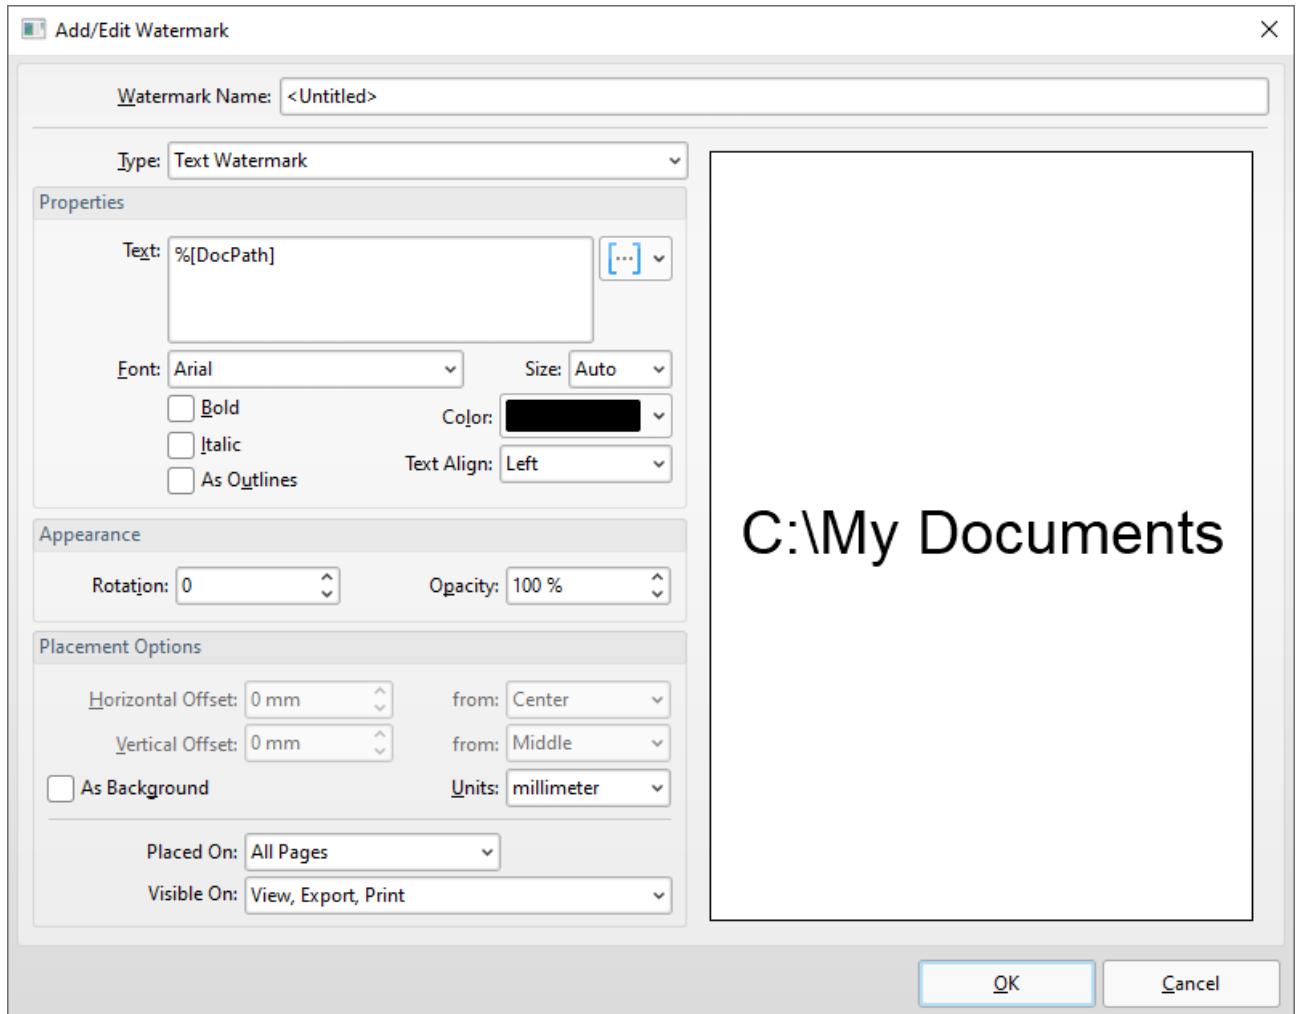 Add/Edit Watermark
Watermark Name: <Untitled>
Type: Text Watermark
Properties
Text: %[DocPath]
[...]
Font: Arial Size: Auto
Bold
Color:
Italic
Text Align: Left
As Outlines
Appearance
Rotation: 0 Opacity: 100 %
Placement Options
Horizontal Offset: 0 mm from: Center
Vertical Offset: 0 mm from: Middle
As Background Units: millimeter
Placed On: All Pages
Visible On: View, Export, Print
C:\My Documents
OK Cancel